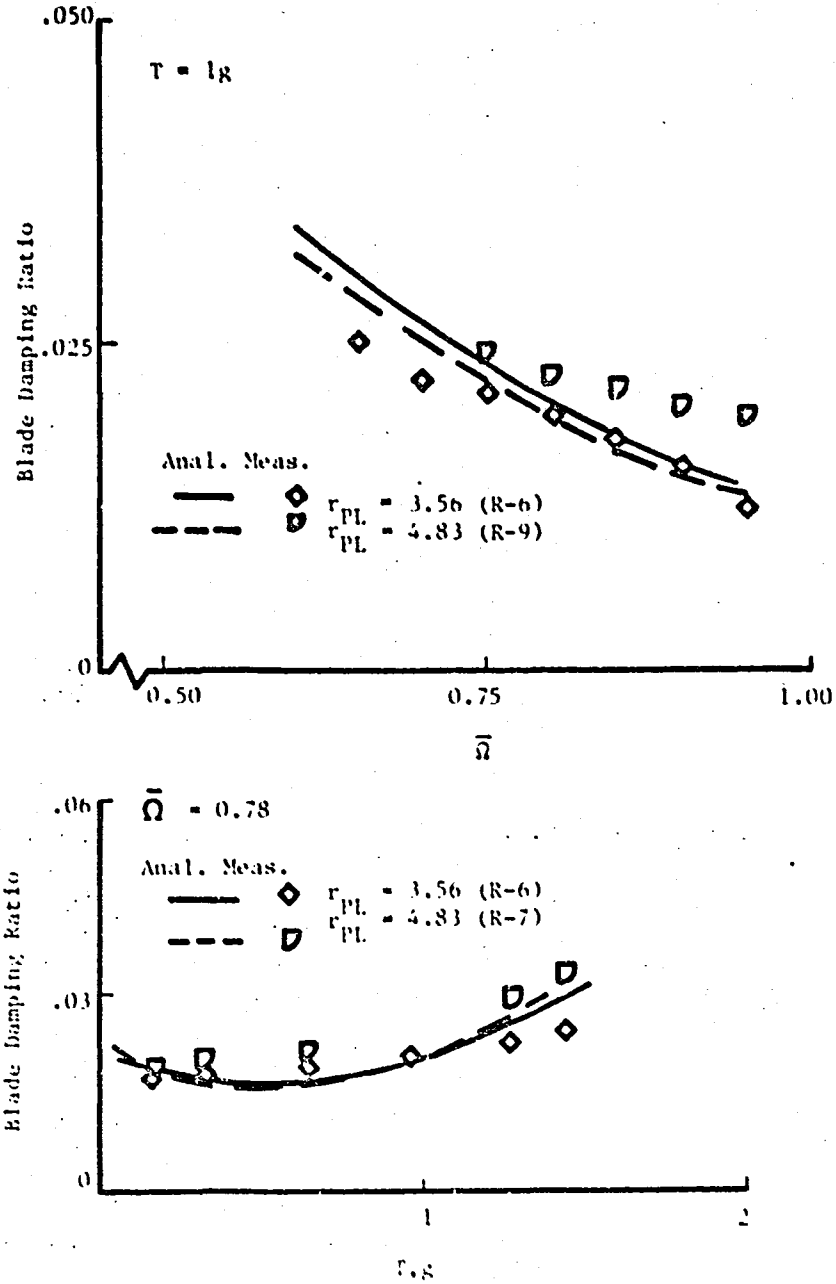 .050
T = 1g
Blade Damping Ratio
.025
Anal. Meas.
r_PL = 3.56 (R-6)
r_PL = 4.83 (R-9)
0
0.50 0.75 1.00
Ω̄
.06
Ω̄ = 0.78
Anal. Meas.
r_PL = 3.56 (R-6)
r_PL = 4.83 (R-7)
Blade Damping Ratio
.03
0
1 2
T,g